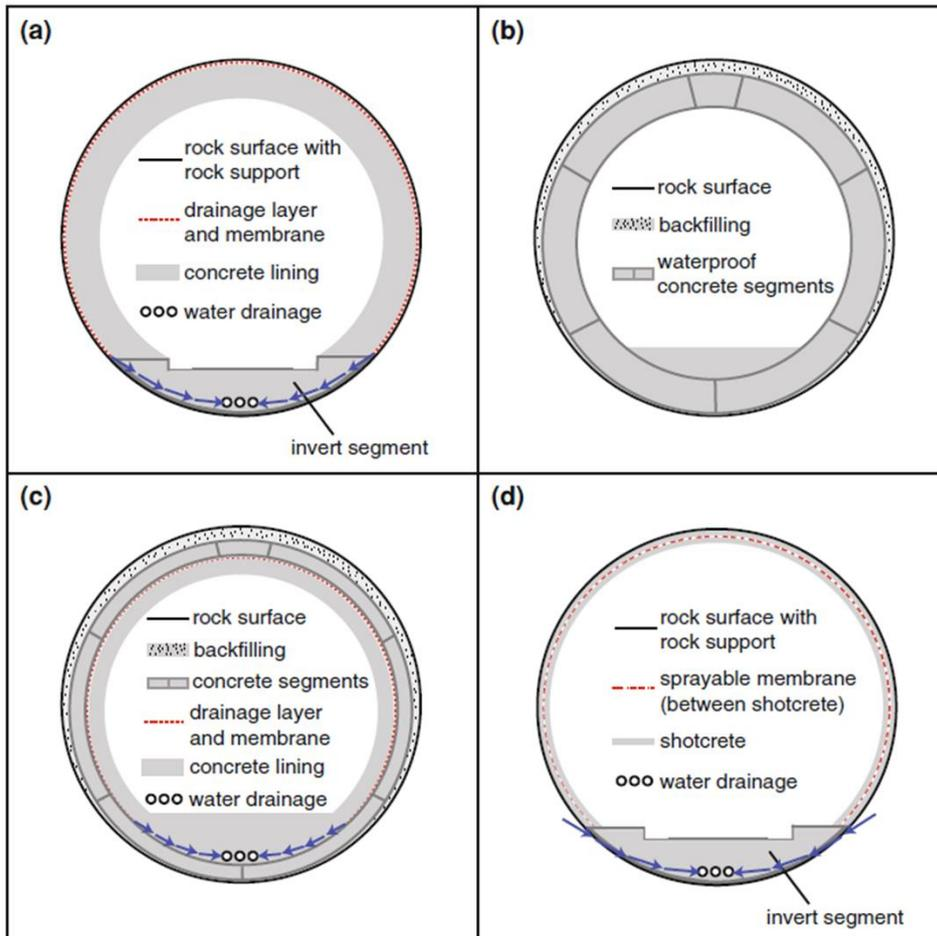 (a)
rock surface with
rock support
drainage layer
and membrane
concrete lining
water drainage
invert segment
(b)
rock surface
backfilling
waterproof
concrete segments
(c)
rock surface
backfilling
concrete segments
drainage layer
and membrane
concrete lining
water drainage
(d)
rock surface with
rock support
sprayable membrane
(between shotcrete)
shotcrete
water drainage
invert segment